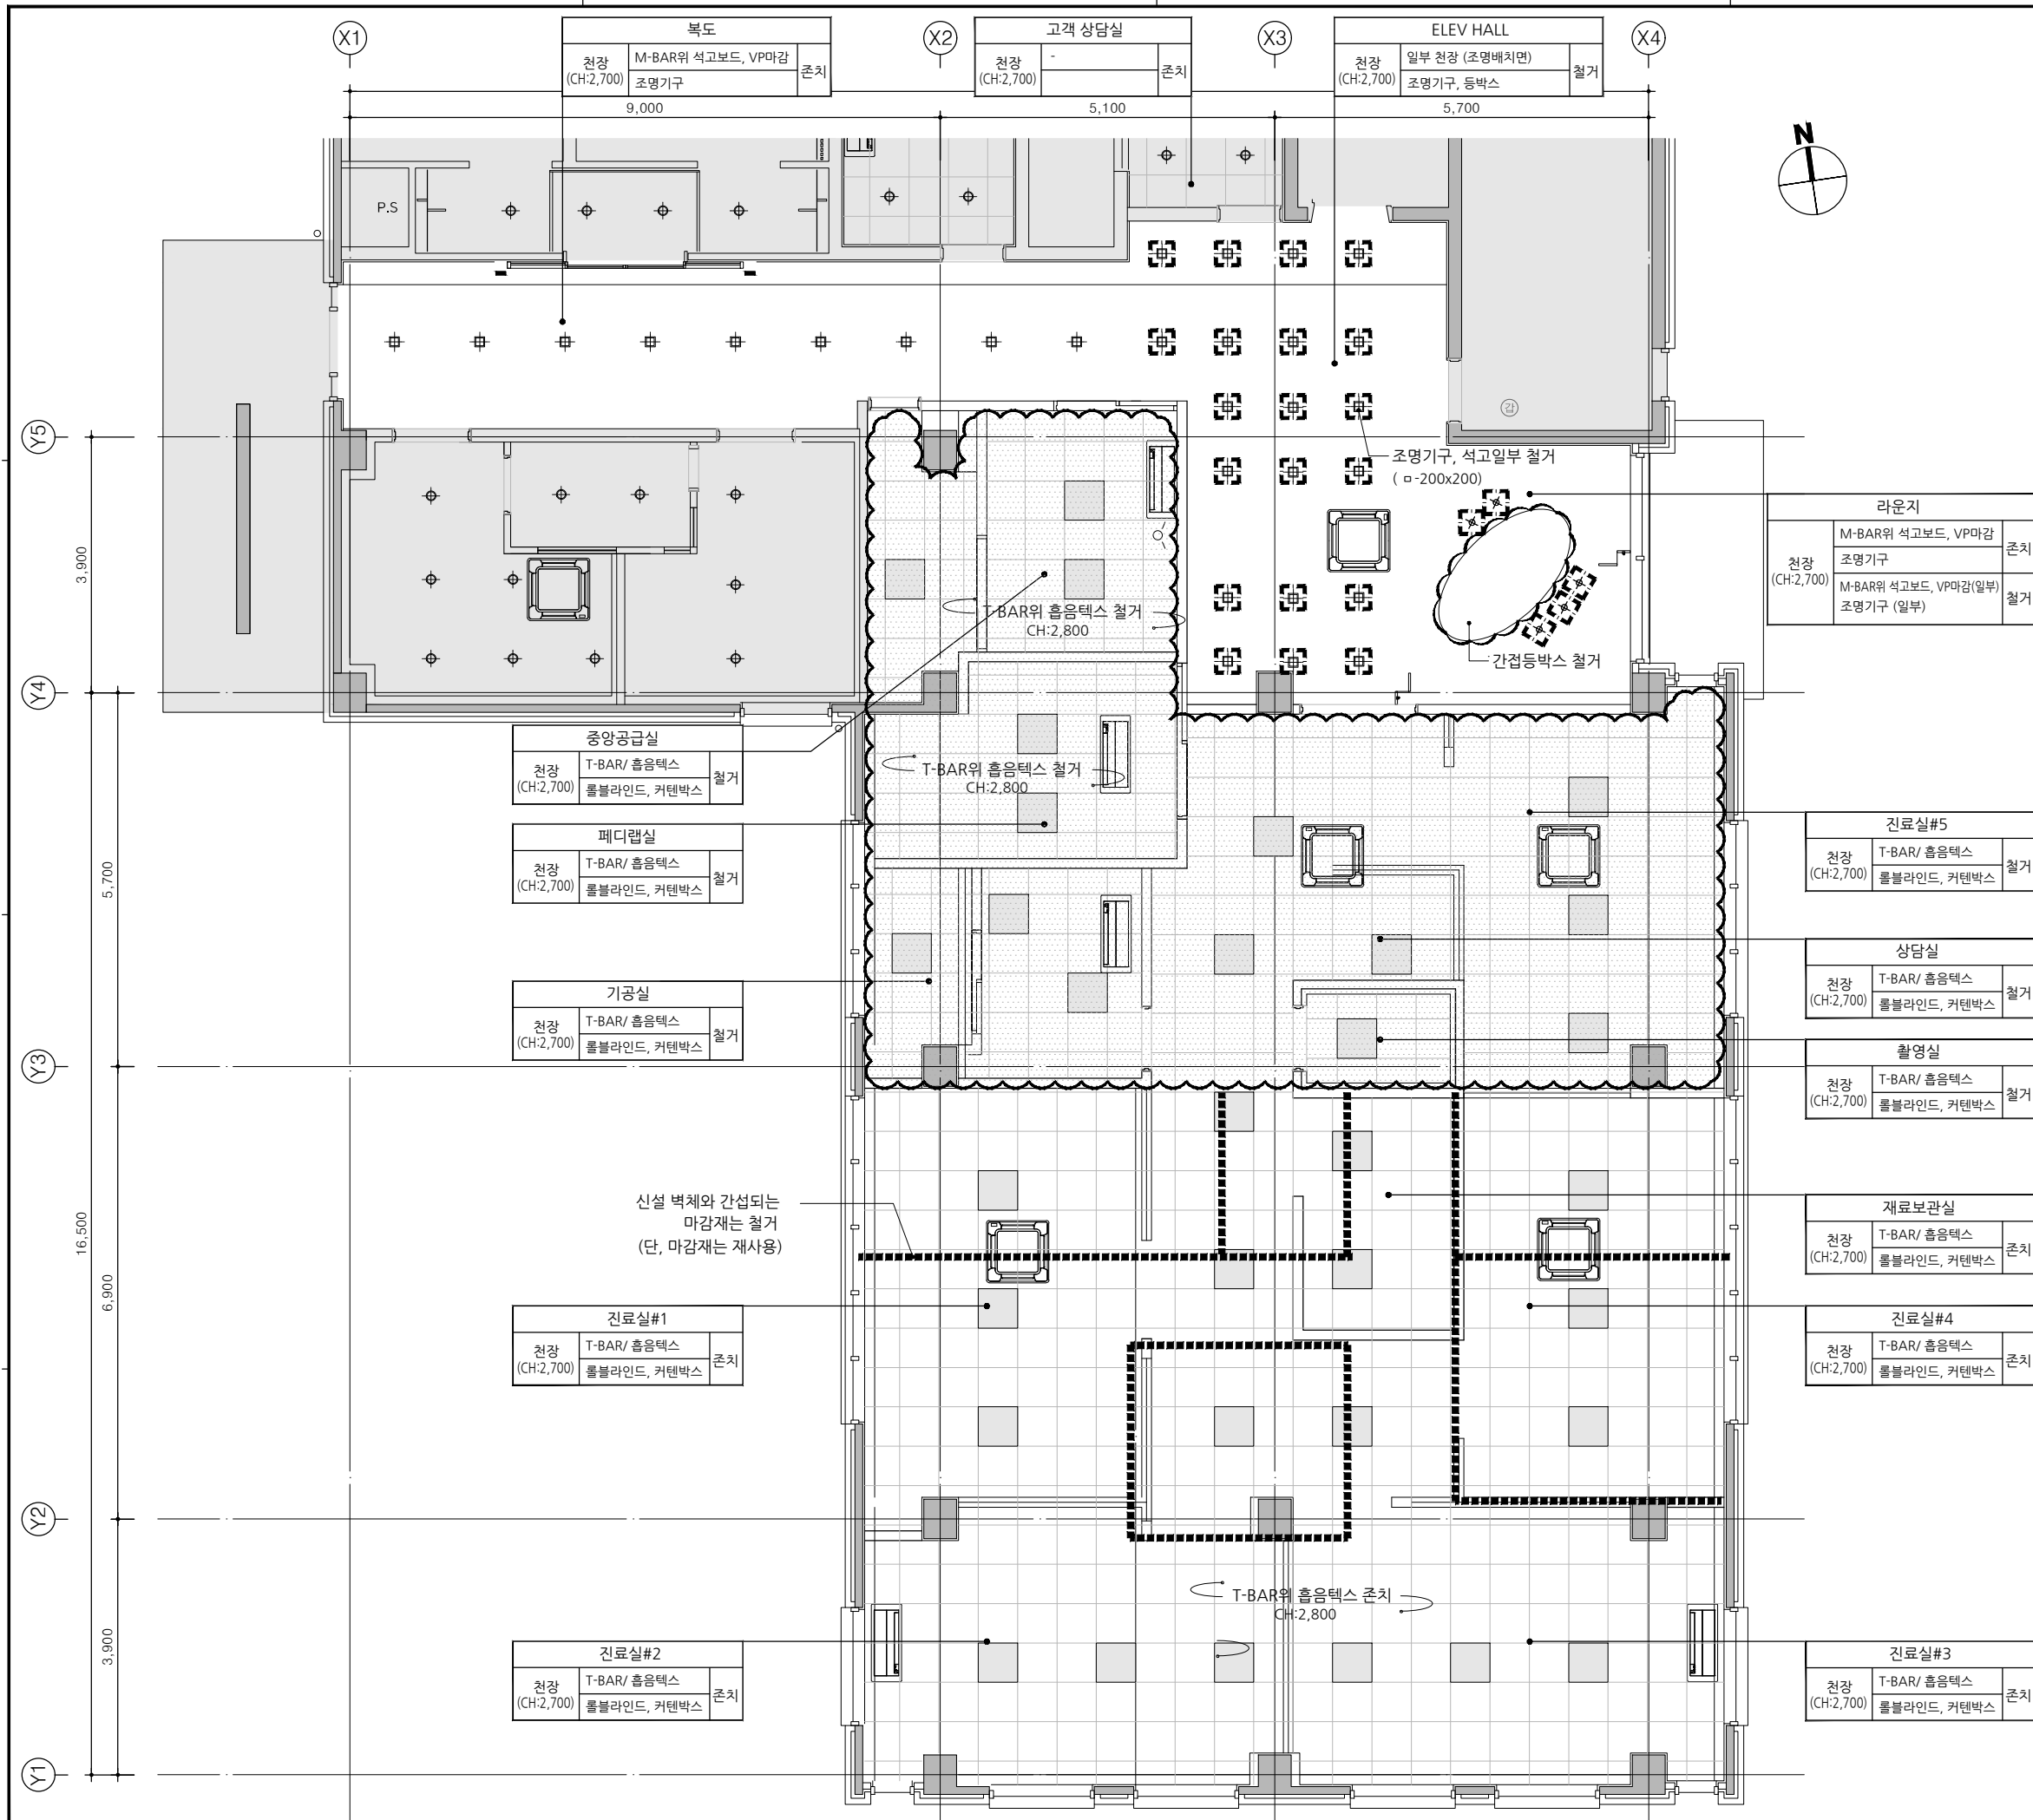 X1
X2
X3
X4
복도
천장
(CH:2,700)
M-BAR위 석고보드, VP마감
조명기구
존치
고객 상담실
천장
(CH:2,700)
-
존치
ELEV HALL
천장
(CH:2,700)
일부 천장 (조명배치면)
조명기구, 등박스
철거
9,000
5,100
5,700
N
P.S
갑
Y5
Y4
Y3
Y2
Y1
3,900
5,700
16,500
6,900
3,900
조명기구, 석고일부 철거
( ㅁ-200x200)
라운지
천장
(CH:2,700)
M-BAR위 석고보드, VP마감
조명기구
존치
M-BAR위 석고보드, VP마감(일부)
조명기구 (일부)
철거
간접등박스 철거
T-BAR위 흡음텍스 철거
CH:2,800
T-BAR위 흡음텍스 철거
CH:2,800
중앙공급실
천장
(CH:2,700)
T-BAR/ 흡음텍스
롤블라인드, 커텐박스
철거
페디랩실
천장
(CH:2,700)
T-BAR/ 흡음텍스
롤블라인드, 커텐박스
철거
기공실
천장
(CH:2,700)
T-BAR/ 흡음텍스
롤블라인드, 커텐박스
철거
진료실#5
천장
(CH:2,700)
T-BAR/ 흡음텍스
롤블라인드, 커텐박스
철거
상담실
천장
(CH:2,700)
T-BAR/ 흡음텍스
롤블라인드, 커텐박스
철거
촬영실
천장
(CH:2,700)
T-BAR/ 흡음텍스
롤블라인드, 커텐박스
철거
신설 벽체와 간섭되는
마감재는 철거
(단, 마감재는 재사용)
재료보관실
천장
(CH:2,700)
T-BAR/ 흡음텍스
롤블라인드, 커텐박스
존치
진료실#1
천장
(CH:2,700)
T-BAR/ 흡음텍스
롤블라인드, 커텐박스
존치
진료실#4
천장
(CH:2,700)
T-BAR/ 흡음텍스
롤블라인드, 커텐박스
존치
T-BAR위 흡음텍스 존치
CH:2,800
진료실#2
천장
(CH:2,700)
T-BAR/ 흡음텍스
롤블라인드, 커텐박스
존치
진료실#3
천장
(CH:2,700)
T-BAR/ 흡음텍스
롤블라인드, 커텐박스
존치